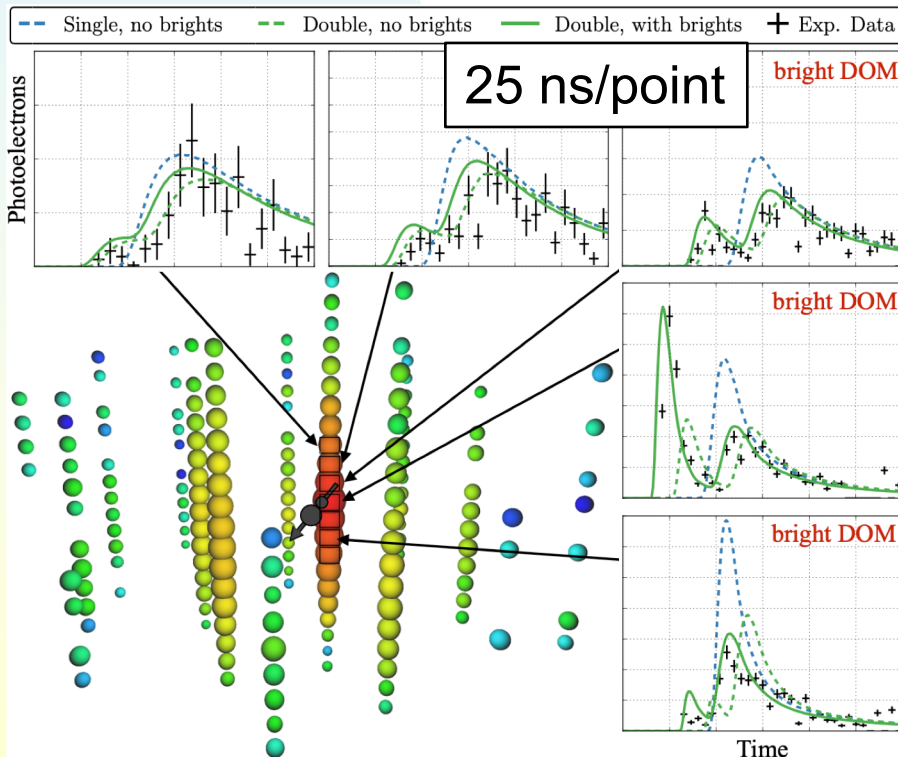 Single, no brights
Double, no brights
Double, with brights
Exp. Data
Photoelectrons
25 ns/point
bright DOM
bright DOM
bright DOM
Time